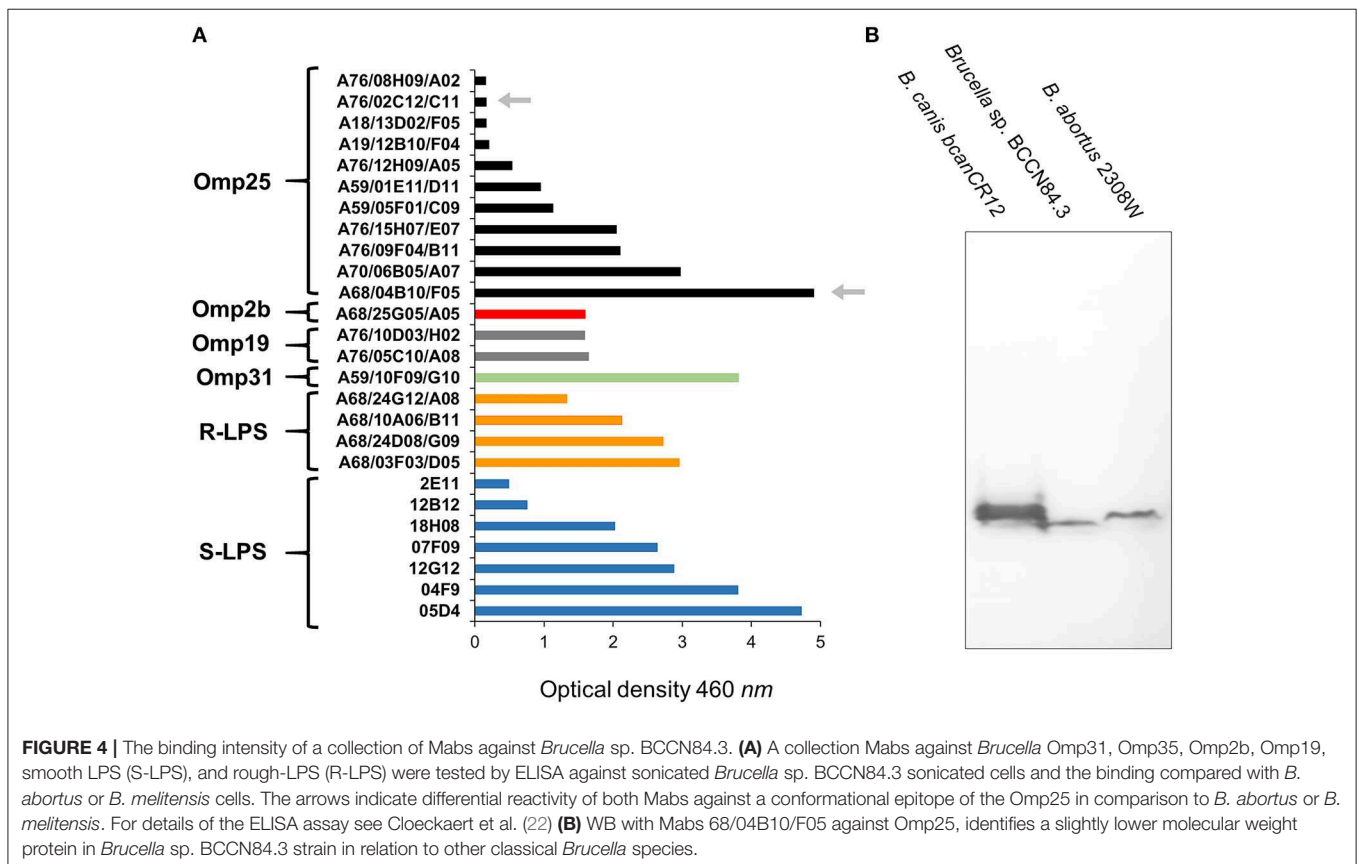 A
Omp25
Omp2b
Omp19
Omp31
R-LPS
S-LPS
A76/08H09/A02
A76/02C12/C11
A18/13D02/F05
A19/12B10/F04
A76/12H09/A05
A59/01E11/D11
A59/05F01/C09
A76/15H07/E07
A76/09F04/B11
A70/06B05/A07
A68/04B10/F05
A68/25G05/A05
A76/10D03/H02
A76/05C10/A08
A59/10F09/G10
A68/24G12/A08
A68/10A06/B11
A68/24D08/G09
A68/03F03/D05
2E11
12B12
18H08
07F09
12G12
04F9
05D4
0 1 2 3 4 5
Optical density 460 nm
B
B. canis bcanCR12
Brucella sp. BCCN84.3
B. abortus 2308W
FIGURE 4 | The binding intensity of a collection of Mabs against Brucella sp. BCCN84.3. (A) A collection Mabs against Brucella Omp31, Omp35, Omp2b, Omp19,
smooth LPS (S-LPS), and rough-LPS (R-LPS) were tested by ELISA against sonicated Brucella sp. BCCN84.3 sonicated cells and the binding compared with B.
abortus or B. melitensis cells. The arrows indicate differential reactivity of both Mabs against a conformational epitope of the Omp25 in comparison to B. abortus or B.
melitensis. For details of the ELISA assay see Cloeckaert et al. (22) (B) WB with Mabs 68/04B10/F05 against Omp25, identifies a slightly lower molecular weight
protein in Brucella sp. BCCN84.3 strain in relation to other classical Brucella species.